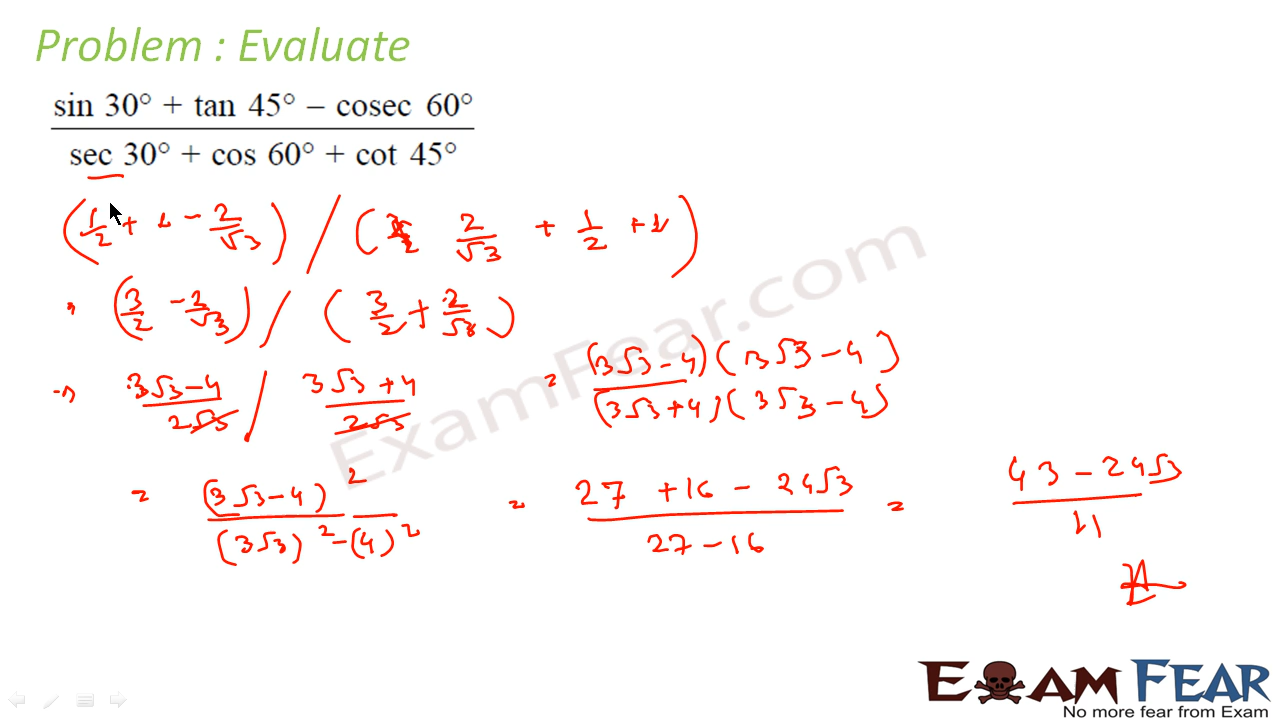 Problem : Evaluate
sin 30° + tan 45° – cosec 60°
sec 30° + cos 60° + cot 45°
(1/2 + 1 - 2/√3) / ( 2/√3 + 1/2 + 1)
(3/2 - 2/√3) / (3/2 + 2/√3)
⇒ 3√3-4/2√3 / 3√3+4/2√3 = (3√3-4)(3√3-4)/(3√3+4)(3√3-4)
= (3√3-4)²/(3√3)²-(4)² = 27+16-24√3/27-16 = 43-24√3/11
ExamFear.com
EXAM FEAR
No more fear from Exam